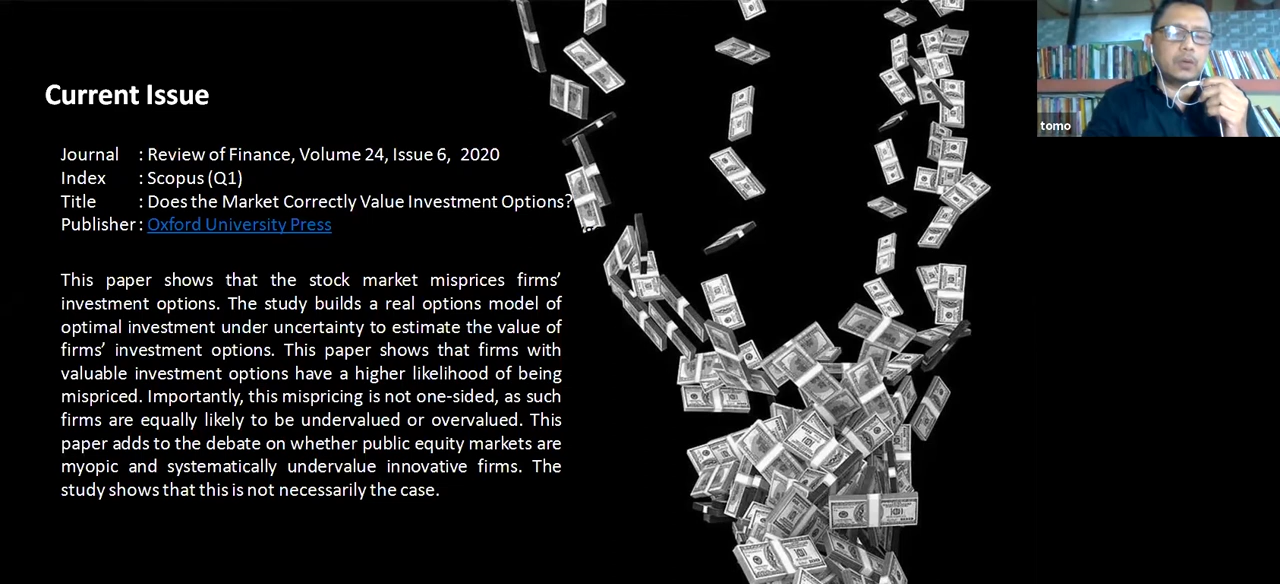 Current Issue
Journal : Review of Finance, Volume 24, Issue 6, 2020
Index : Scopus (Q1)
Title : Does the Market Correctly Value Investment Options?
Publisher : Oxford University Press
This paper shows that the stock market misprices firms’
investment options. The study builds a real options model of
optimal investment under uncertainty to estimate the value of
firms’ investment options. This paper shows that firms with
valuable investment options have a higher likelihood of being
mispriced. Importantly, this mispricing is not one-sided, as such
firms are equally likely to be undervalued or overvalued. This
paper adds to the debate on whether public equity markets are
myopic and systematically undervalue innovative firms. The
study shows that this is not necessarily the case.
tomo